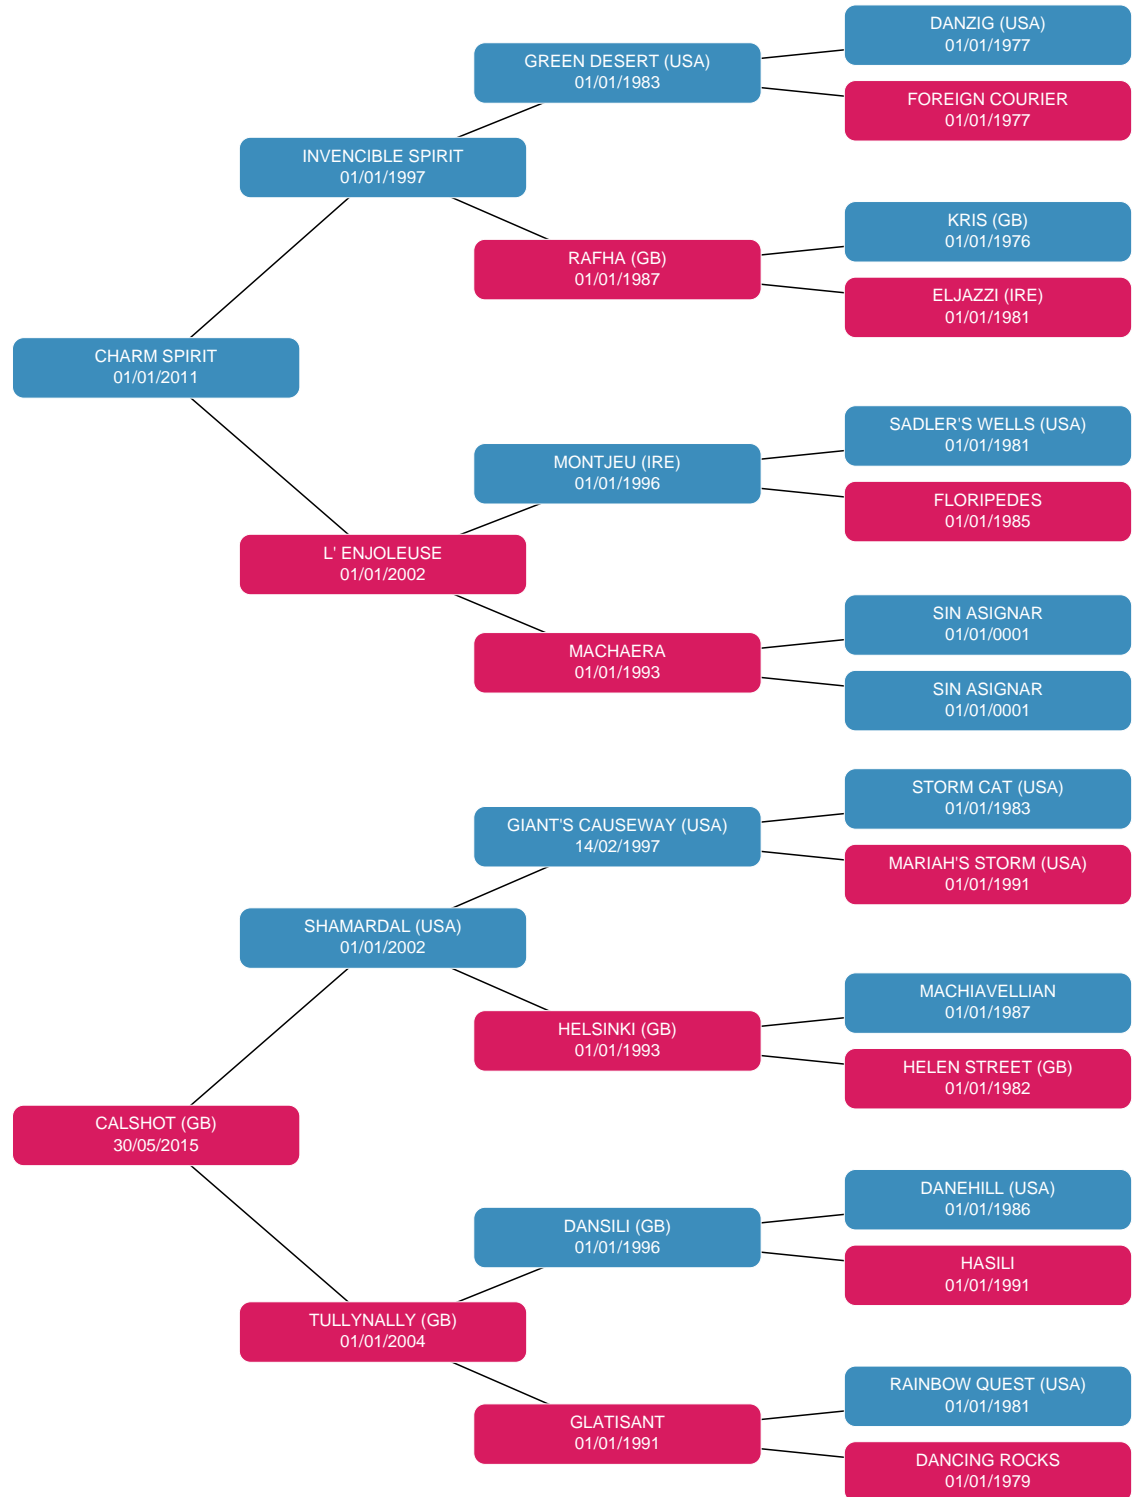 DANZIG (USA)
01/01/1977
GREEN DESERT (USA)
01/01/1983
FOREIGN COURIER
01/01/1977
INVENCIBLE SPIRIT
01/01/1997
KRIS (GB)
01/01/1976
RAFHA (GB)
01/01/1987
ELJAZZI (IRE)
01/01/1981
CHARM SPIRIT
01/01/2011
SADLER'S WELLS (USA)
01/01/1981
MONTJEU (IRE)
01/01/1996
FLORIPEDES
01/01/1985
L' ENJOLEUSE
01/01/2002
SIN ASIGNAR
01/01/0001
MACHAERA
01/01/1993
SIN ASIGNAR
01/01/0001
STORM CAT (USA)
01/01/1983
GIANT'S CAUSEWAY (USA)
14/02/1997
MARIAH'S STORM (USA)
01/01/1991
SHAMARDAL (USA)
01/01/2002
MACHIAVELLIAN
01/01/1987
HELSINKI (GB)
01/01/1993
HELEN STREET (GB)
01/01/1982
CALSHOT (GB)
30/05/2015
DANEHILL (USA)
01/01/1986
DANSILI (GB)
01/01/1996
HASILI
01/01/1991
TULLYNALLY (GB)
01/01/2004
RAINBOW QUEST (USA)
01/01/1981
GLATISANT
01/01/1991
DANCING ROCKS
01/01/1979